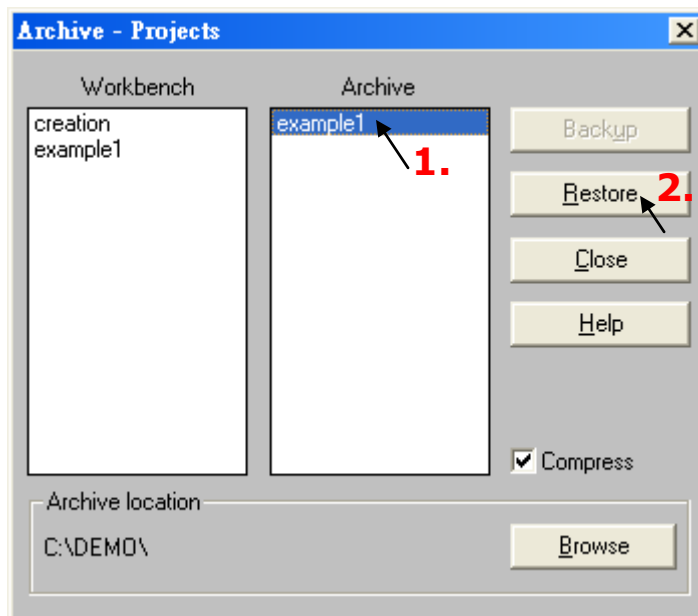 Archive - Projects
Workbench
Archive
creation
example1
example1
1.
Backup
Restore
2.
Close
Help
Compress
Archive location
C:\DEMO\
Browse